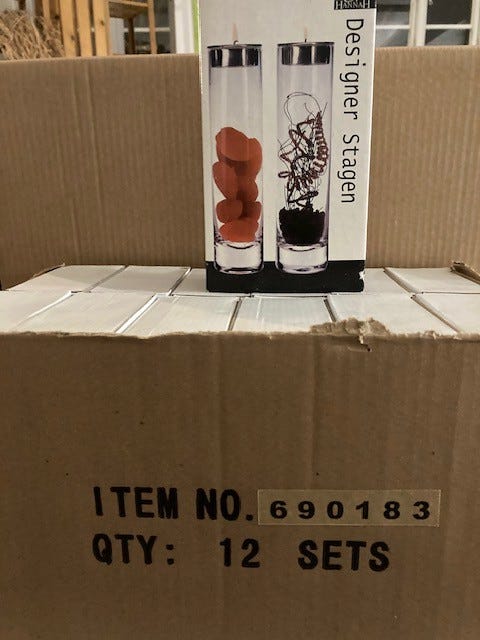 HANNAH
Designer Stagen
ITEM NO. 690183
QTY: 12 SETS